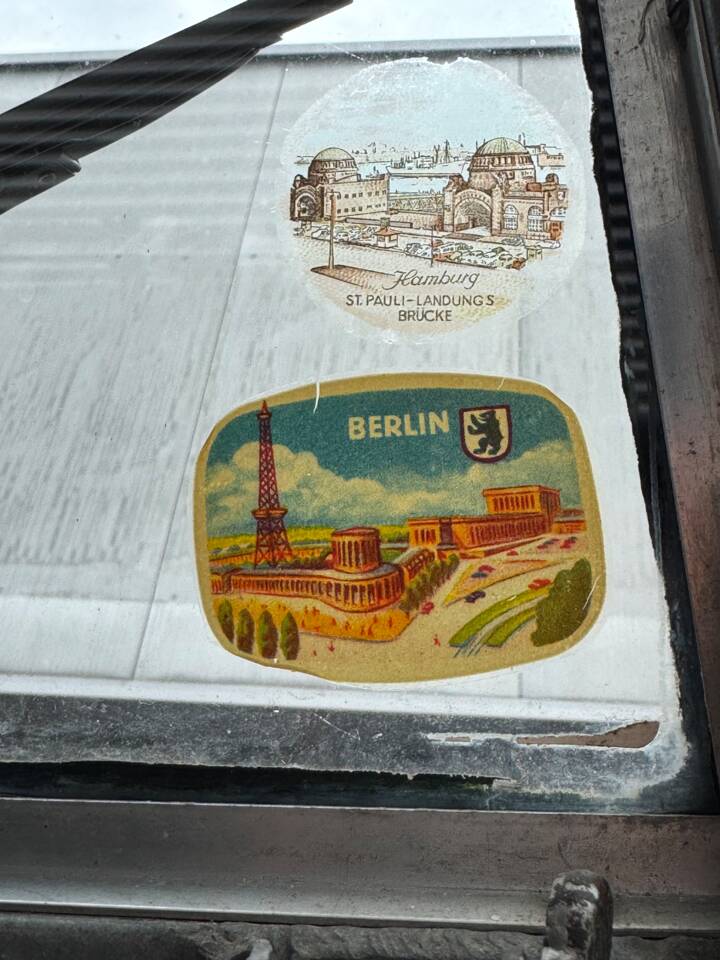 Hamburg
ST. PAULI-LANDUNGS
BRÜCKE
BERLIN